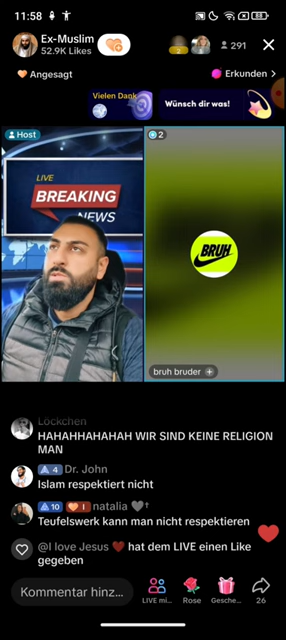 11:58
58
Ex-Muslim
52.9K Likes
2
291
Angesagt
Erkunden >
Vielen Dank
Wünsch dir was!
Host
2
LIVE
BREAKING
NEWS
BRUH
bruh bruder +
Löckchen
HAHAHHAHAHAH WIR SIND KEINE RELIGION
MAN
4 Dr. John
Islam respektiert nicht
10 I natalia
Teufelswerk kann man nicht respektieren
@I love Jesus hat dem LIVE einen Like
gegeben
Kommentar hinz...
LIVE mi...
Rose
Gesche...
26